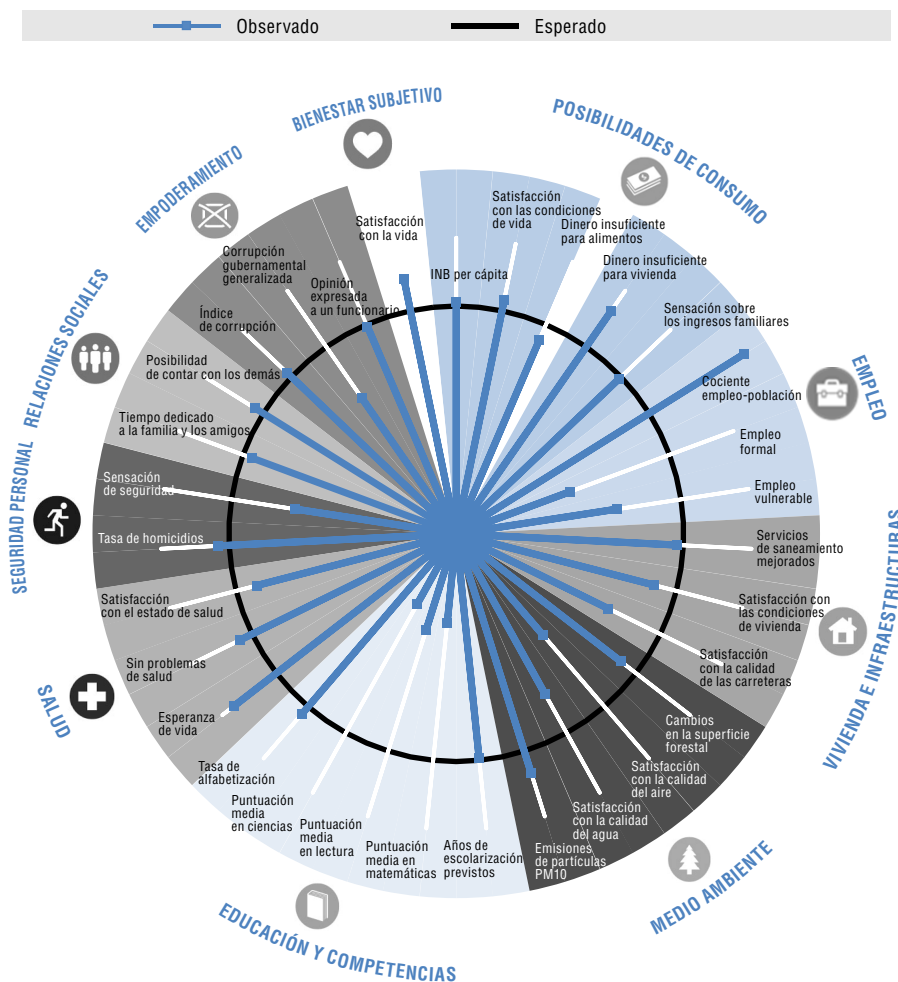 Observado
Esperado
BIENESTAR SUBJETIVO
POSIBILIDADES DE CONSUMO
EMPLEO
VIVIENDA E INFRAESTRUCTURAS
MEDIO AMBIENTE
EDUCACIÓN Y COMPETENCIAS
SALUD
SEGURIDAD PERSONAL
RELACIONES SOCIALES
EMPODERAMIENTO
Satisfacción
con la vida
INB per cápita
Satisfacción
con las condiciones
de vida
Dinero insuficiente
para alimentos
Dinero insuficiente
para vivienda
Sensación sobre
los ingresos familiares
Cociente
empleo-población
Empleo
formal
Empleo
vulnerable
Servicios
de saneamiento
mejorados
Satisfacción con
las condiciones
de vivienda
Satisfacción
con la calidad
de las carreteras
Cambios
en la superficie
forestal
Satisfacción
con la calidad
del aire
Satisfacción
con la calidad
del agua
Emisiones
de partículas
PM10
Años de
escolarización
previstos
Puntuación
media en
matemáticas
Puntuación
media
en lectura
Puntuación
media
en ciencias
Tasa de
alfabetización
Esperanza
de vida
Sin problemas
de salud
Satisfacción
con el estado de salud
Tasa de homicidios
Sensación
de seguridad
Tiempo dedicado
a la familia y los amigos
Posibilidad
de contar con los demás
Índice
de corrupción
Corrupción
gubernamental
generalizada
Opinión
expresada
a un funcionario